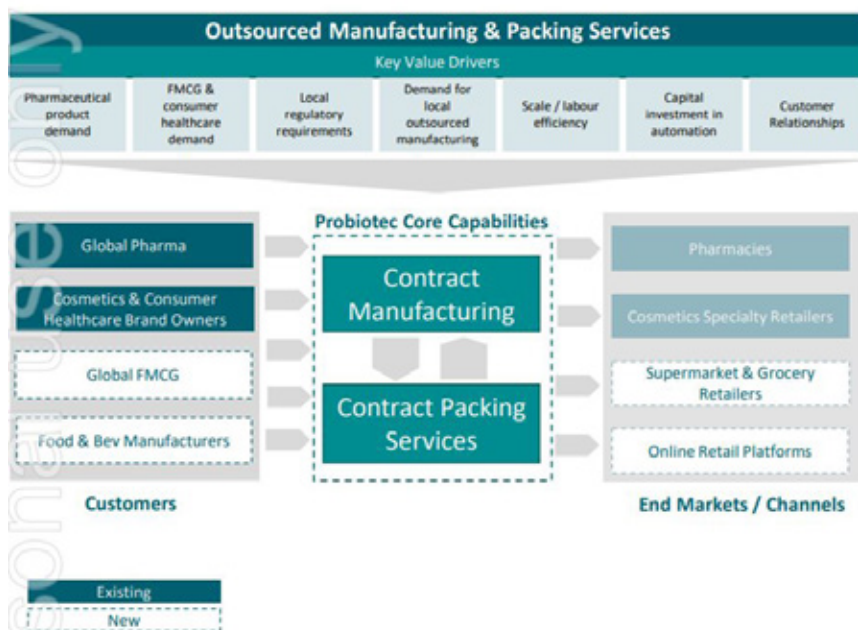 Outsourced Manufacturing & Packing Services
Key Value Drivers
Pharmaceutical
product
demand
FMCG &
consumer
healthcare
demand
Local
regulatory
requirements
Demand for
local
outsourced
manufacturing
Scale / labour
efficiency
Capital
investment in
automation
Customer
Relationships
Global Pharma
Cosmetics & Consumer
Healthcare Brand Owners
Global FMCG
Food & Bev Manufacturers
Customers
Probiotec Core Capabilities
Contract
Manufacturing
Contract Packing
Services
Pharmacies
Cosmetics Specialty Retailers
Supermarket & Grocery
Retailers
Online Retail Platforms
End Markets / Channels
Existing
New
sonal use only